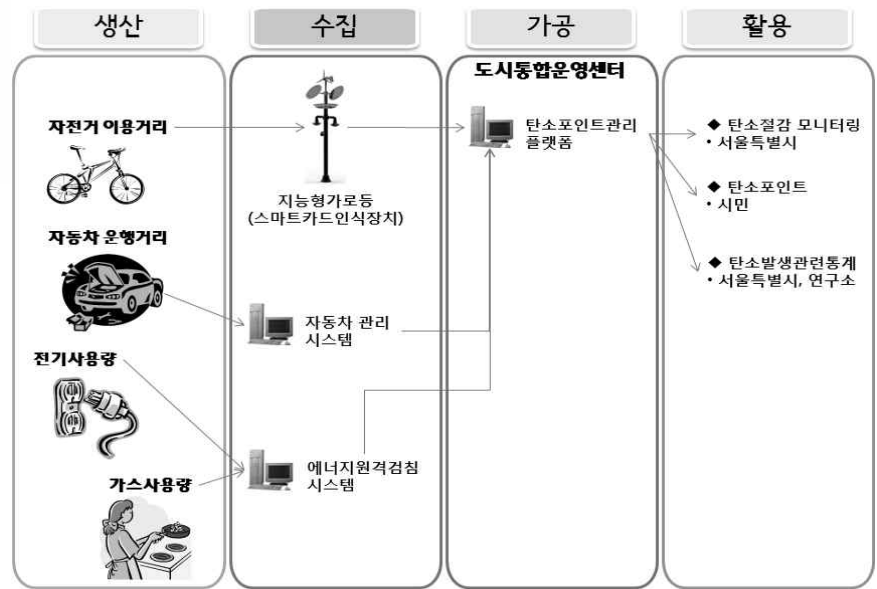 생산
수집
가공
활용
자전거 이용거리
자동차 운행거리
전기사용량
가스사용량
지능형가로등
(스마트카드인식장치)
자동차 관리
시스템
에너지원격검침
시스템
도시통합운영센터
탄소포인트관리
플랫폼
◆ 탄소절감 모니터링
• 서울특별시
◆ 탄소포인트
• 시민
◆ 탄소발생관련통계
• 서울특별시, 연구소